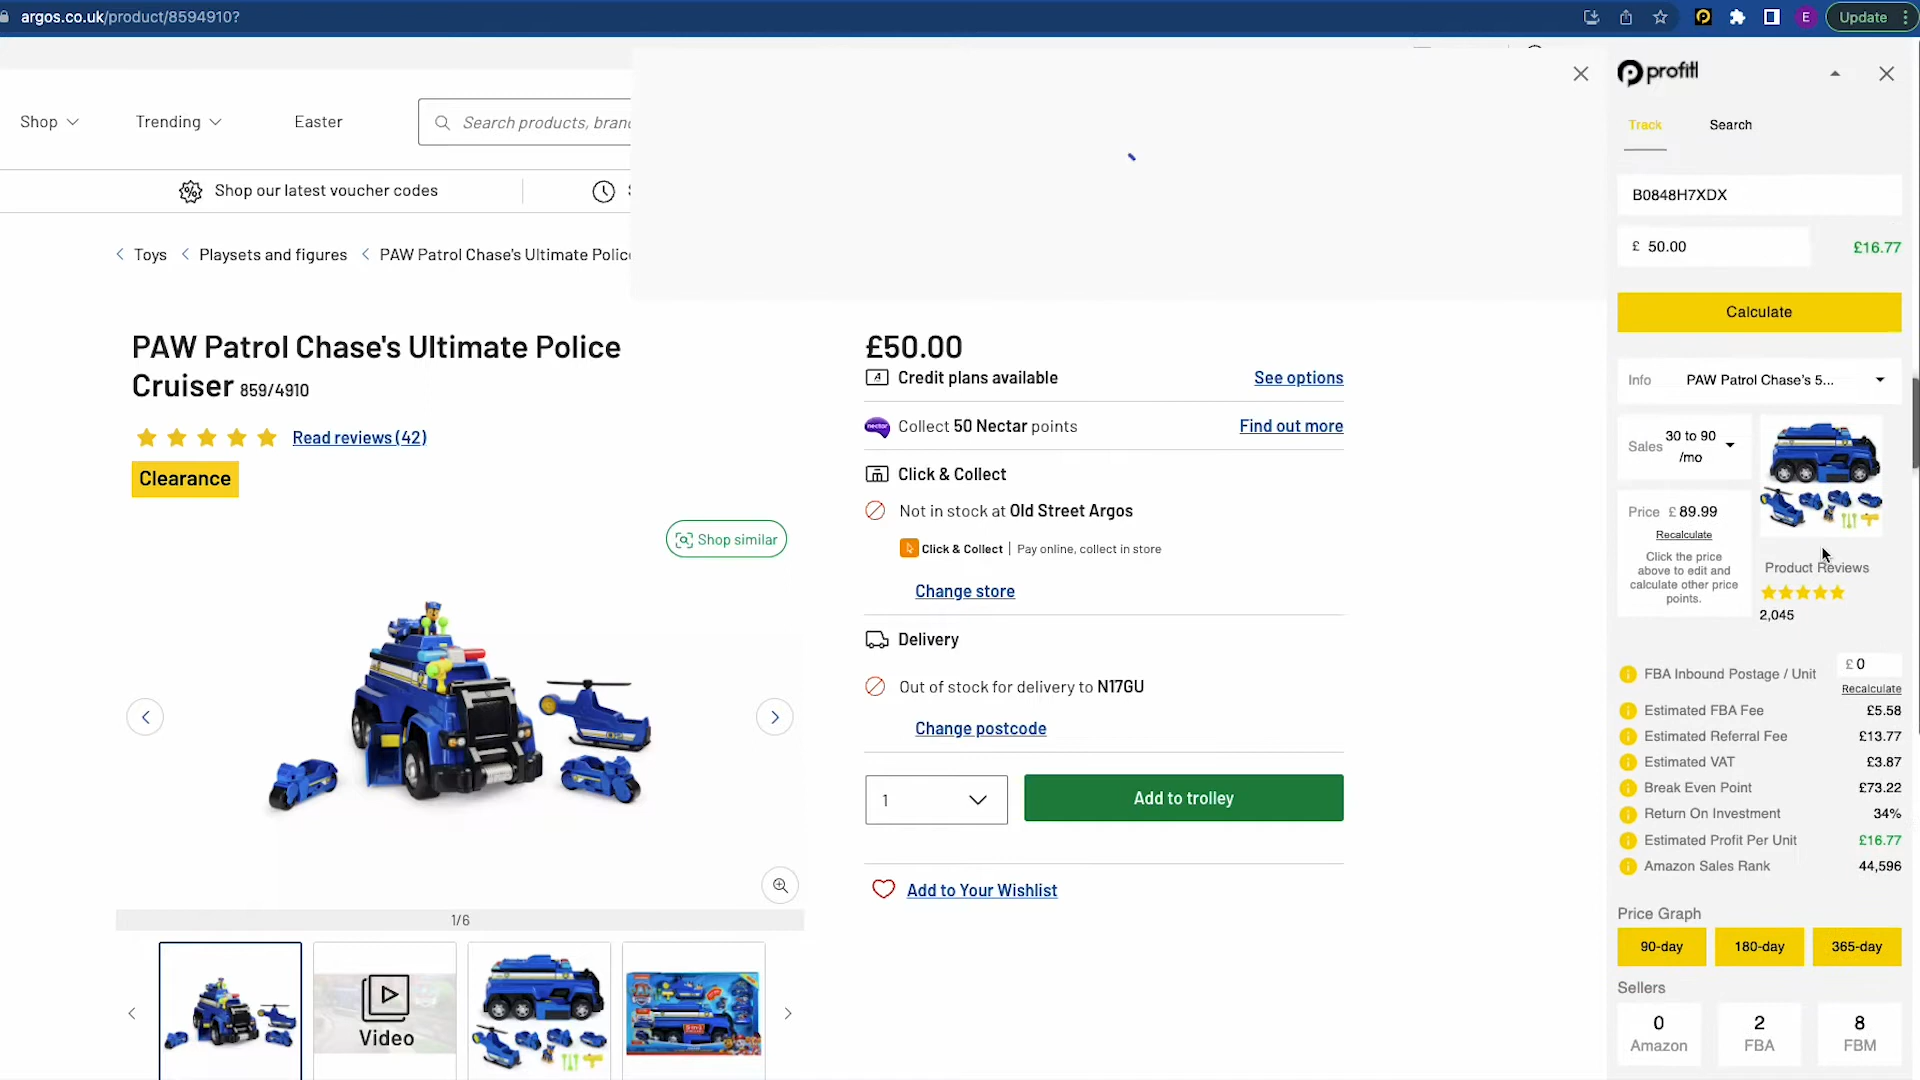 argos.co.uk/product/8594910?
E
Update
Shop
Trending
Easter
Search products, branc
Shop our latest voucher codes
Toys
Playsets and figures
PAW Patrol Chase's Ultimate Polic
PAW Patrol Chase's Ultimate Police
Cruiser 859/4910
Read reviews (42)
Clearance
Shop similar
1/6
Video
£50.00
Credit plans available
See options
nectar
Collect 50 Nectar points
Find out more
Click & Collect
Not in stock at Old Street Argos
Click & Collect | Pay online, collect in store
Change store
Delivery
Out of stock for delivery to N17GU
Change postcode
1
Add to trolley
Add to Your Wishlist
profitl
Track
Search
B0848H7XDX
£ 50.00
£16.77
Calculate
Info
PAW Patrol Chase's 5...
Sales
30 to 90
/mo
Price £ 89.99
Recalculate
Click the price
above to edit and
calculate other price
points.
Product Reviews
2,045
FBA Inbound Postage / Unit
£ 0
Recalculate
Estimated FBA Fee £5.58
Estimated Referral Fee £13.77
Estimated VAT £3.87
Break Even Point £73.22
Return On Investment 34%
Estimated Profit Per Unit £16.77
Amazon Sales Rank 44,596
Price Graph
90-day
180-day
365-day
Sellers
0
Amazon
2
FBA
8
FBM